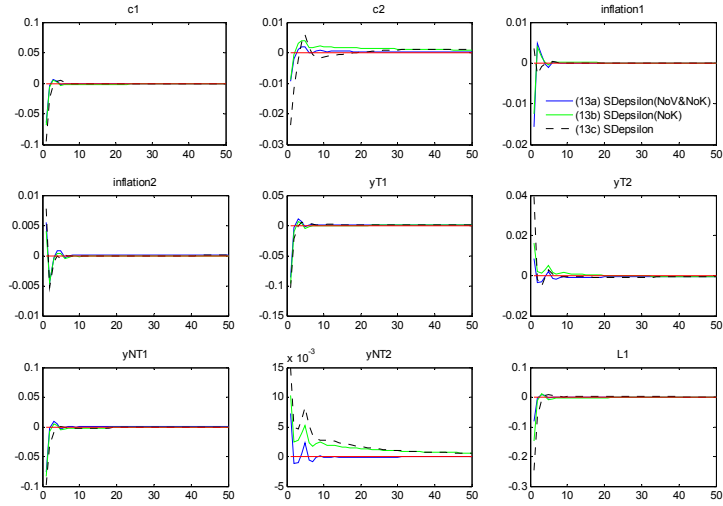 c1
c2
inflation1
0.1
0.05
0
-0.05
-0.1
10 20 30 40 50
0.01
0
-0.01
-0.02
-0.03
0 10 20 30 40 50
0.01
0
-0.01
-0.02
0 10 20 30 40 50
(13a) SDepsilon(NoV&NoK)
(13b) SDepsilon(NoK)
(13c) SDepsilon
inflation2
yT1
yT2
0.01
0.005
0
-0.005
-0.01
0 10 20 30 40 50
0.05
0
-0.05
-0.1
-0.15
0 10 20 30 40 50
0.04
0.02
0
-0.02
0 10 20 30 40 50
yNT1
yNT2
L1
0.1
0.05
0
-0.05
-0.1
0 10 20 30 40 50
x 10-3
15
10
5
0
-5
0 10 20 30 40 50
0.1
0
-0.1
-0.2
-0.3
0 10 20 30 40 50